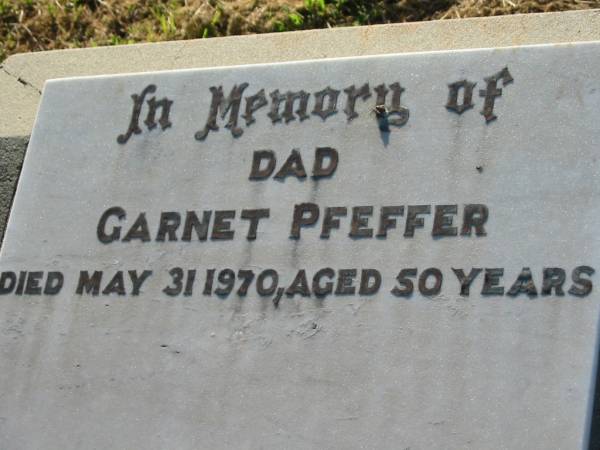 In Memory of
DAD
GARNET PFEFFER
DIED MAY 31 1970, AGED 50 YEARS